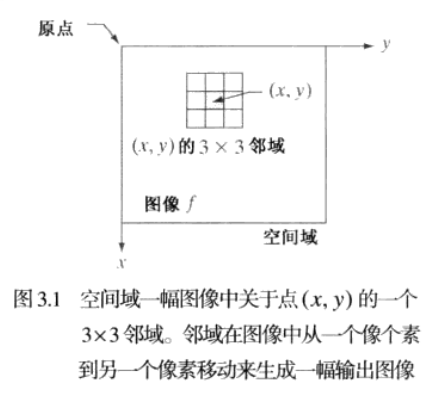 原点
y
(x, y)
(x, y) 的 3 × 3 邻域
图像 f
空间域
x
图 3.1 空间域一幅图像中关于点 (x, y) 的一个
3×3 邻域。邻域在图像中从一个像个素
到另一个像素移动来生成一幅输出图像